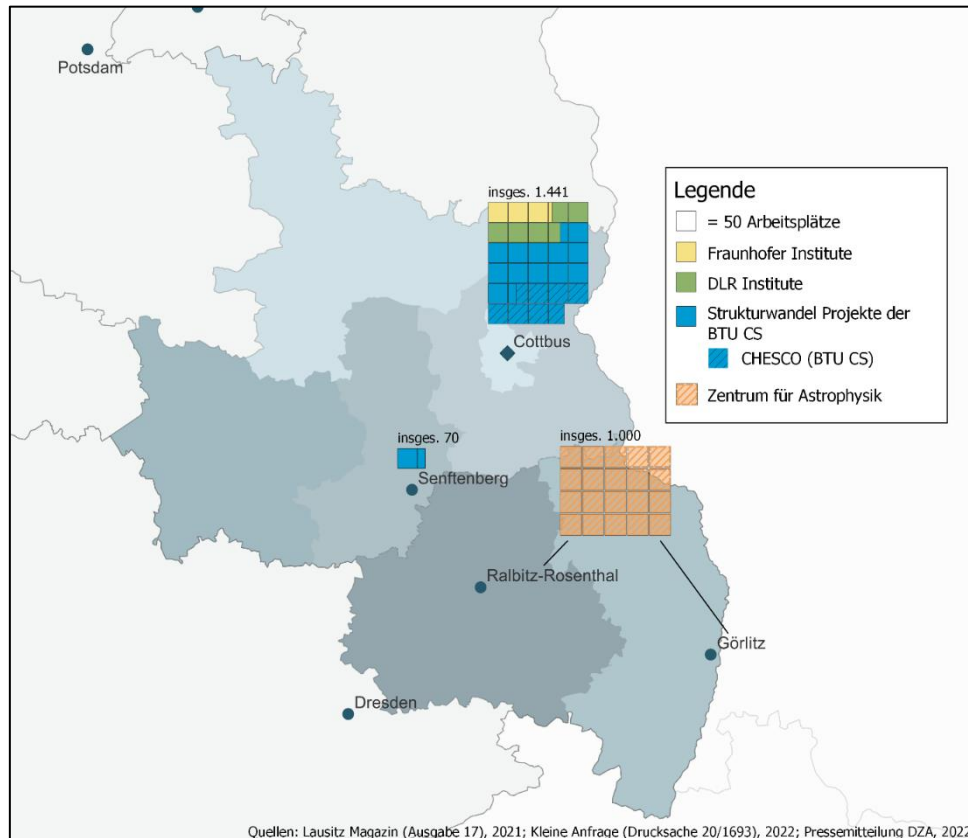 Potsdam
insges. 1.441
Cottbus
Legende
= 50 Arbeitsplätze
Fraunhofer Institute
DLR Institute
Strukturwandel Projekte der
BTU CS
CHESCO (BTU CS)
Zentrum für Astrophysik
insges. 70
Senftenberg
insges. 1.000
Ralbitz-Rosenthal
Görlitz
Dresden
Quellen: Lausitz Magazin (Ausgabe 17), 2021; Kleine Anfrage (Drucksache 20/1693), 2022; Pressemitteilung DZA, 202